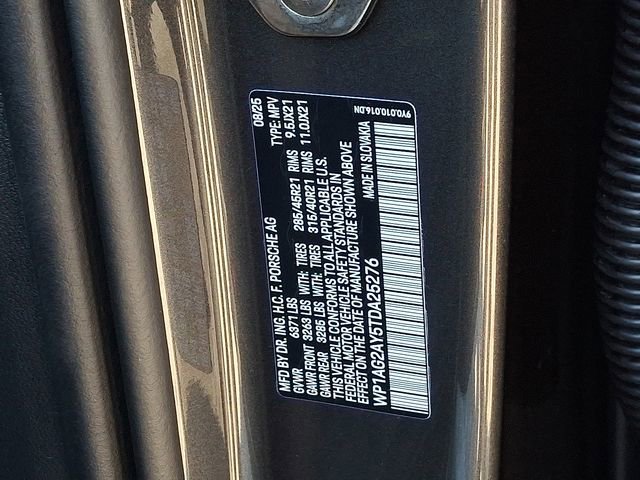 MFD BY DR. ING. H.C. F. PORSCHE AG 08/25
GVWR 6371 LBS TYPE: MPV
GAWR FRONT 3263 LBS WITH: TIRES 285/45R21 RIMS 9.5JX21
GAWR REAR 3285 LBS WITH: TIRES 315/40R21 RIMS 11.0JX21
THIS VEHICLE CONFORMS TO ALL APPLICABLE U.S.
FEDERAL MOTOR VEHICLE SAFETY STANDARDS IN
EFFECT ON THE DATE OF MANUFACTURE SHOWN ABOVE
WP1AG2AY5TDA25276 MADE IN SLOVAKIA
9Y0.010.016.DN